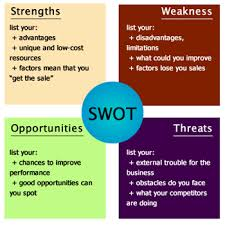 Strengths
list your:
+ advantages
+ unique and low-cost
resources
+ factors mean that you
"get the sale"
Weakness
list your:
+ disadvantages,
limitations
+ what could you improve
+ factors lose you sales
SWOT
Opportunities
list your:
+ chances to improve
performance
+ good opportunities can
you spot
Threats
list your:
+ external trouble for the
business
+ obstacles do you face
+ what your competitors
are doing